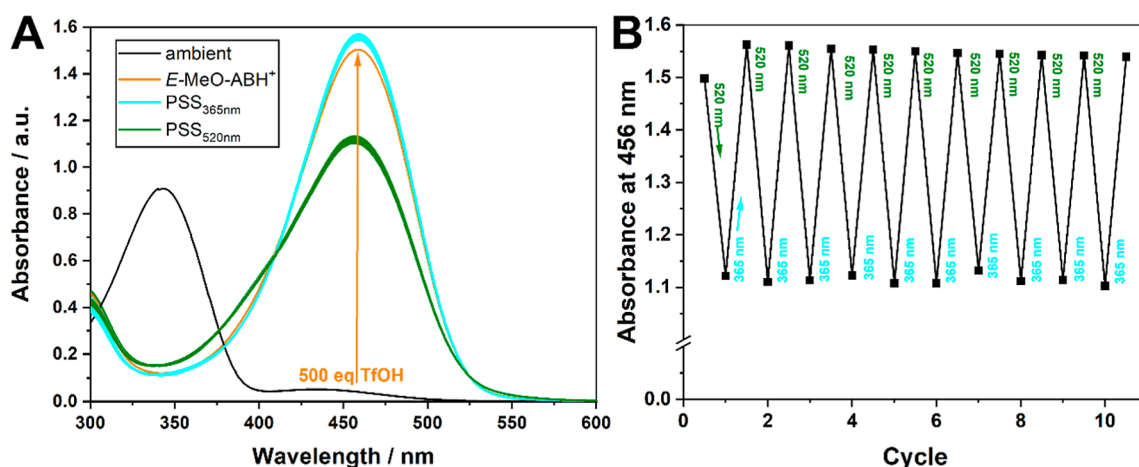 A
ambient
E-MeO-ABH⁺
PSS365nm
PSS520nm
500 eq TfOH
Absorbance / a.u.
1.6
1.4
1.2
1.0
0.8
0.6
0.4
0.2
0.0
300
350
400
450
500
550
600
Wavelength / nm
B
Absorbance at 456 nm
1.6
1.5
1.4
1.3
1.2
1.1
0.0
520 nm
520 nm
520 nm
520 nm
520 nm
520 nm
520 nm
520 nm
520 nm
520 nm
365 nm
365 nm
365 nm
365 nm
365 nm
365 nm
365 nm
365 nm
365 nm
365 nm
0
2
4
6
8
10
Cycle